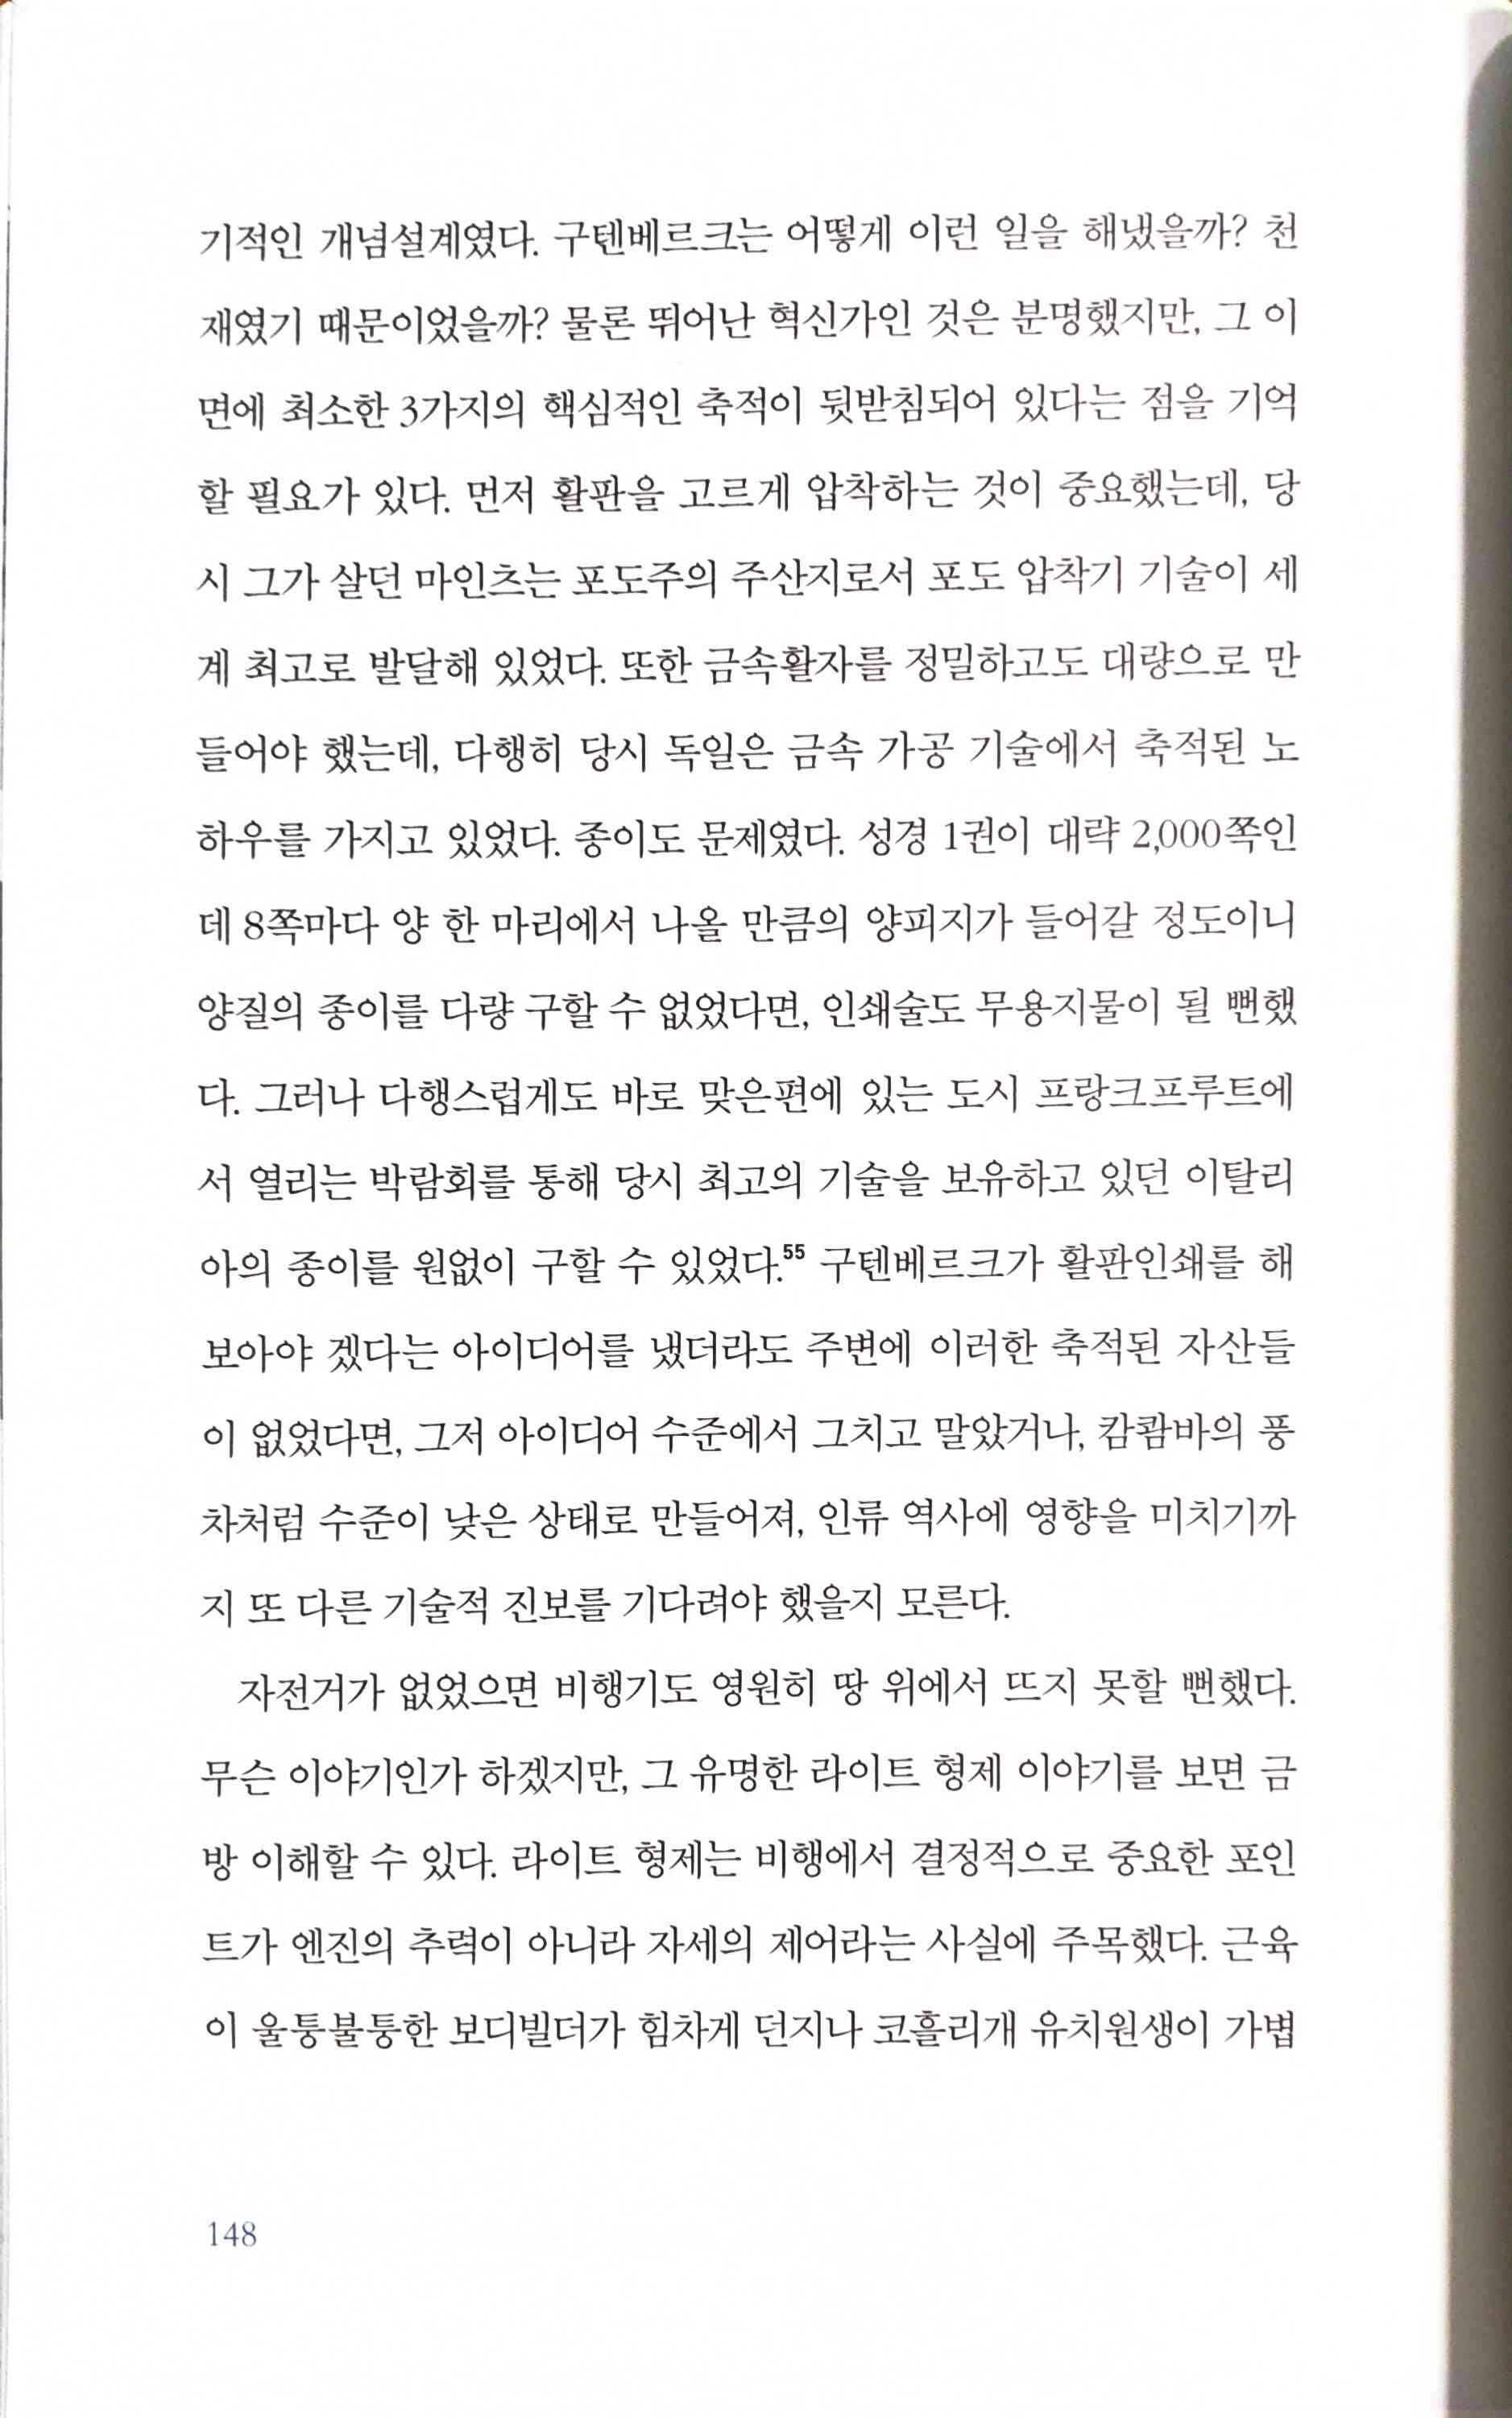 기적인 개념설계였다. 구텐베르크는 어떻게 이런 일을 해냈을까? 천
재였기 때문이었을까? 물론 뛰어난 혁신가인 것은 분명했지만, 그 이
면에 최소한 3가지의 핵심적인 축적이 뒷받침되어 있다는 점을 기억
할 필요가 있다. 먼저 활판을 고르게 압착하는 것이 중요했는데, 당
시 그가 살던 마인츠는 포도주의 주산지로서 포도 압착기 기술이 세
계 최고로 발달해 있었다. 또한 금속활자를 정밀하고도 대량으로 만
들어야 했는데, 다행히 당시 독일은 금속 가공 기술에서 축적된 노
하우를 가지고 있었다. 종이도 문제였다. 성경 1권이 대략 2,000쪽인
데 8쪽마다 양 한 마리에서 나올 만큼의 양피지가 들어갈 정도이니
양질의 종이를 다량 구할 수 없었다면, 인쇄술도 무용지물이 될 뻔했
다. 그러나 다행스럽게도 바로 맞은편에 있는 도시 프랑크프루트에
서 열리는 박람회를 통해 당시 최고의 기술을 보유하고 있던 이탈리
아의 종이를 원없이 구할 수 있었다.55 구텐베르크가 활판인쇄를 해
보아야 겠다는 아이디어를 냈더라도 주변에 이러한 축적된 자산들
이 없었다면, 그저 아이디어 수준에서 그치고 말았거나, 캄쾀바의 풍
차처럼 수준이 낮은 상태로 만들어져, 인류 역사에 영향을 미치기까
지 또 다른 기술적 진보를 기다려야 했을지 모른다.
자전거가 없었으면 비행기도 영원히 땅 위에서 뜨지 못할 뻔했다.
무슨 이야기인가 하겠지만, 그 유명한 라이트 형제 이야기를 보면 금
방 이해할 수 있다. 라이트 형제는 비행에서 결정적으로 중요한 포인
트가 엔진의 추력이 아니라 자세의 제어라는 사실에 주목했다. 근육
이 울퉁불퉁한 보디빌더가 힘차게 던지나 코흘리개 유치원생이 가볍
148